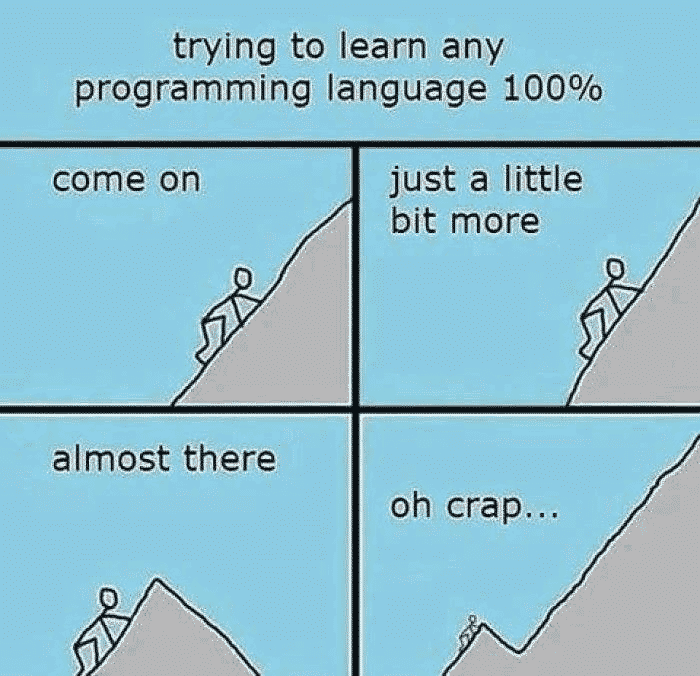 trying to learn any
programming language 100%
come on
just a little
bit more
almost there
oh crap...